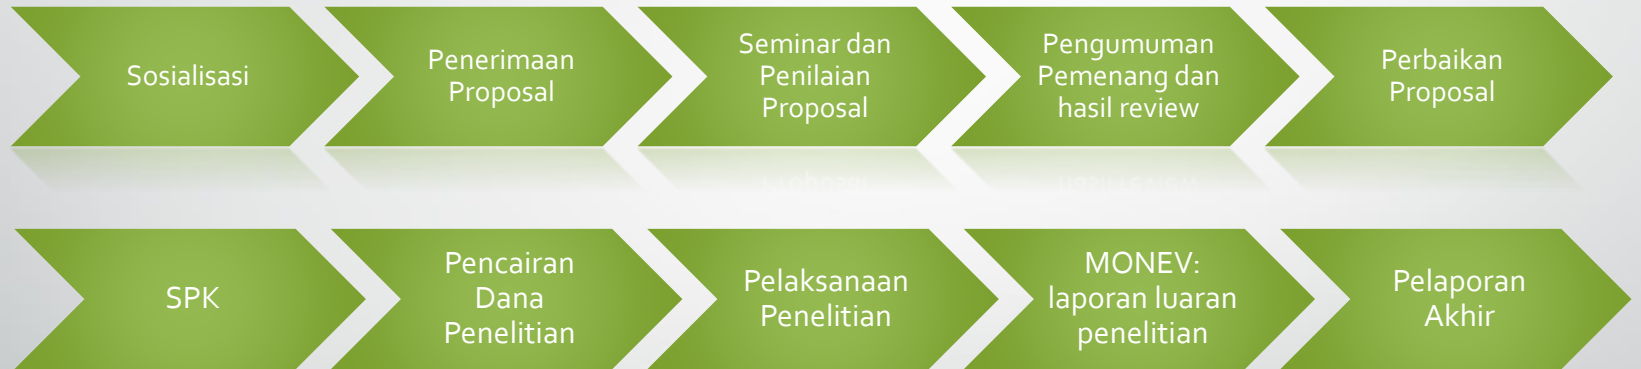 Sosialisasi
Penerimaan
Proposal
Seminar dan
Penilaian
Proposal
Pengumuman
Pemenang dan
hasil review
Perbaikan
Proposal
SPK
Pencairan
Dana
Penelitian
Pelaksanaan
Penelitian
MONEV:
laporan luaran
penelitian
Pelaporan
Akhir